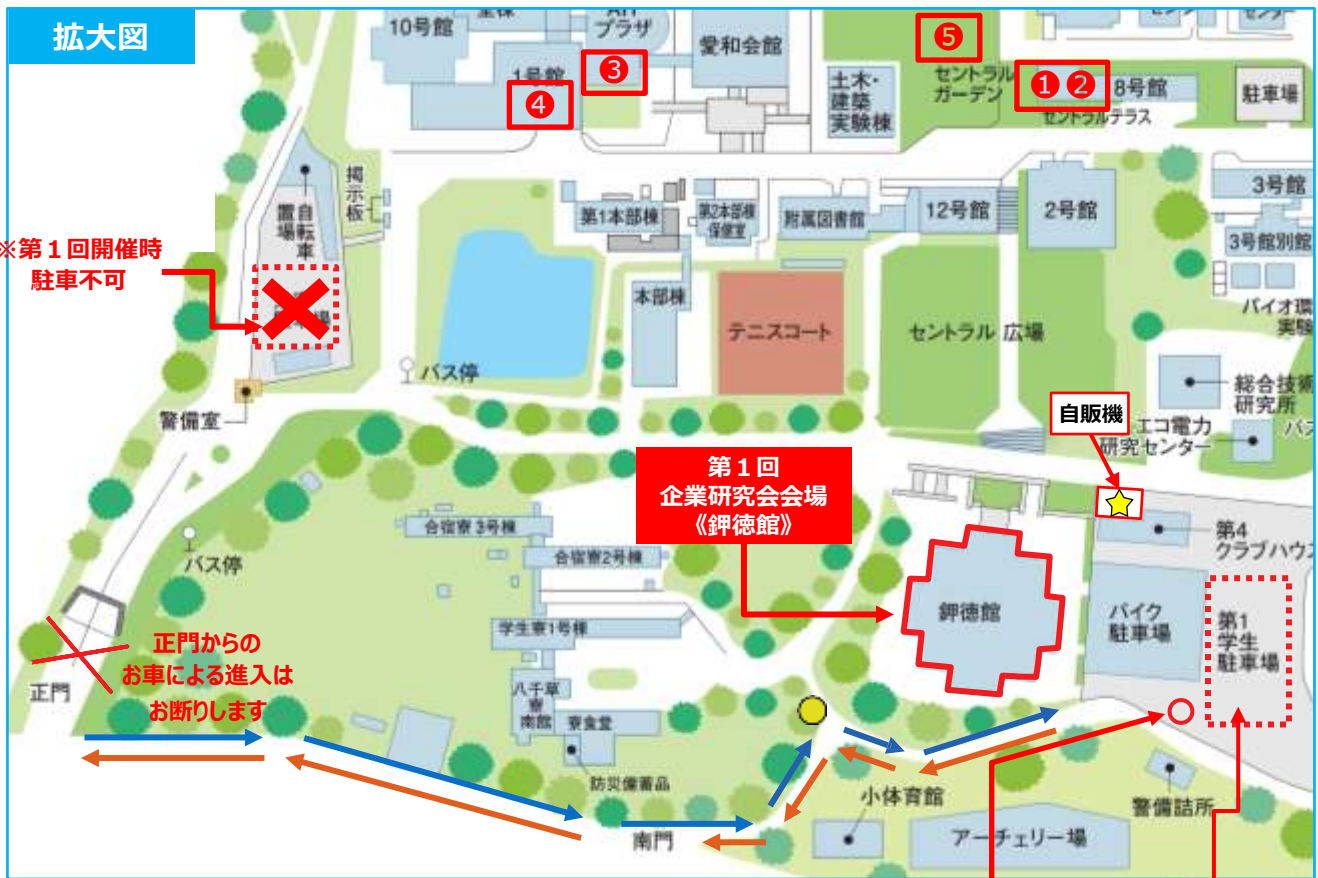 拡大図
10号館
プラザ
愛和会館
❺
セントラル
ガーデン
❶ ❷
8号館
セントラルテラス
駐車場
❸
1号館
❹
土木・
建築
実験棟
掲示板
自転車
置場
※第1回開催時
駐車不可
第1本部棟
第2本部棟
保健室
附属図書館
12号館
2号館
3号館
3号館別館
バイオ環
実験
本部棟
テニスコート
セントラル 広場
バス停
警備室
総合技術
研究所
自販機
エコ電力
研究センター
バス
第1回
企業研究会会場
《鉀徳館》
合宿寮 3号棟
合宿寮2号棟
学生寮1号棟
バス停
第4
クラブハウス
鉀徳館
バイク
駐車場
第1
学生
駐車場
正門からの
お車による進入は
お断りします
正門
八千草
寮
南館
寮食堂
防災備蓄品
南門
小体育館
アーチェリー場
警備詰所